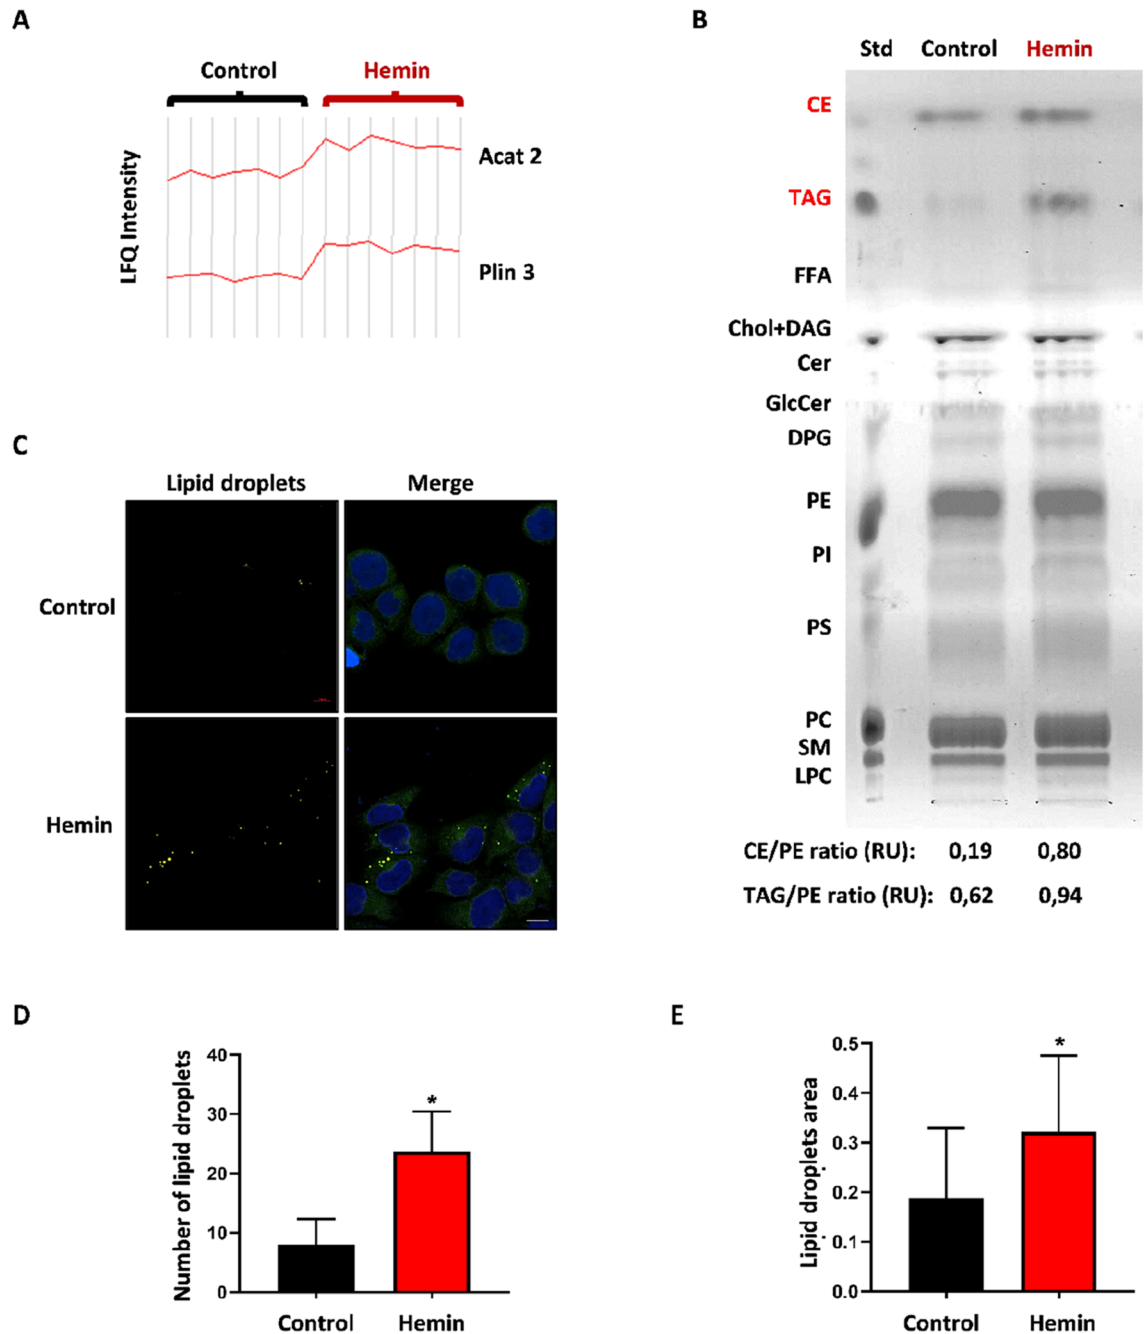 A
Control Hemin
LFQ Intensity
Acat 2
Plin 3
B
Std Control Hemin
CE
TAG
FFA
Chol+DAG
Cer
GlcCer
DPG
PE
PI
PS
PC
SM
LPC
CE/PE ratio (RU): 0,19 0,80
TAG/PE ratio (RU): 0,62 0,94
C
Lipid droplets Merge
Control
Hemin
D
Number of lipid droplets
40
30
20
10
0
*
Control Hemin
E
Lipid droplets area
0.5
0.4
0.3
0.2
0.1
0.0
*
Control Hemin